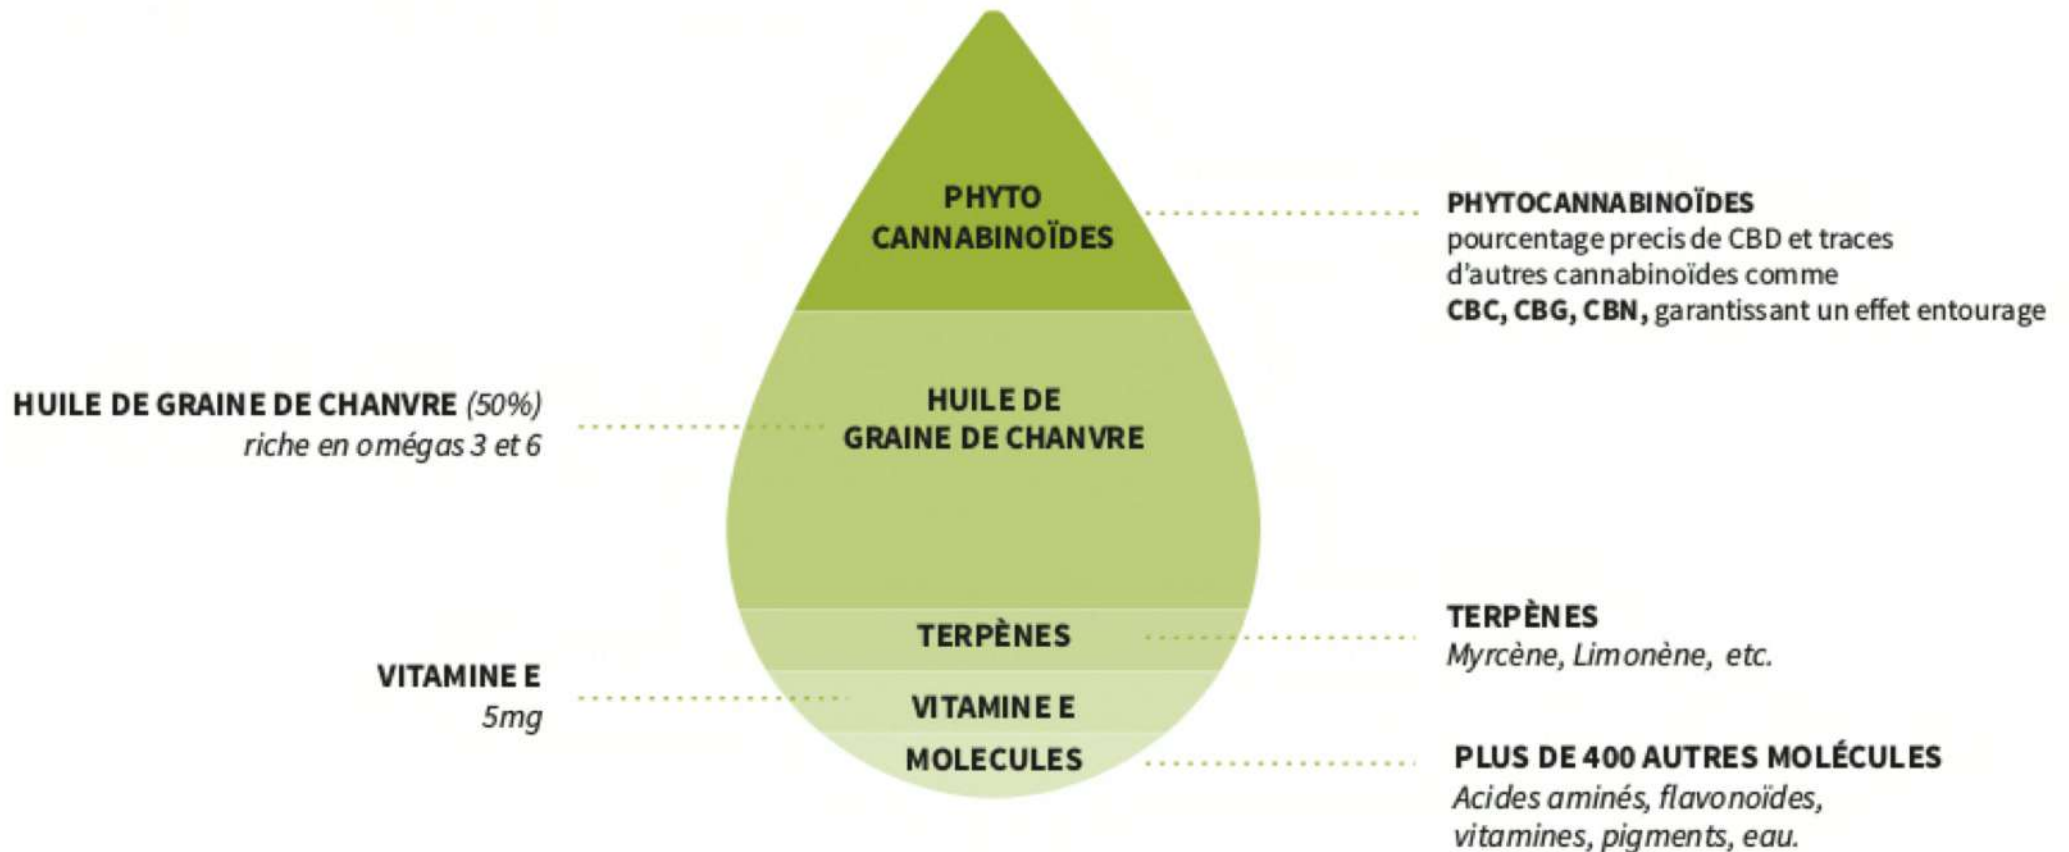 PHYTO
CANNABINOÏDES
PHYTOCANNABINOÏDES
pourcentage precis de CBD et traces
d'autres cannabinoïdes comme
CBC, CBG, CBN, garantissant un effet entourage
HUILE DE GRAINE DE CHANVRE (50%)
riche en omégas 3 et 6
HUILE DE
GRAINE DE CHANVRE
TERPÈNES
TERPÈNES
Myrcène, Limonène, etc.
VITAMINE E
5mg
VITAMINE E
MOLECULES
PLUS DE 400 AUTRES MOLÉCULES
Acides aminés, flavonoïdes,
vitamines, pigments, eau.